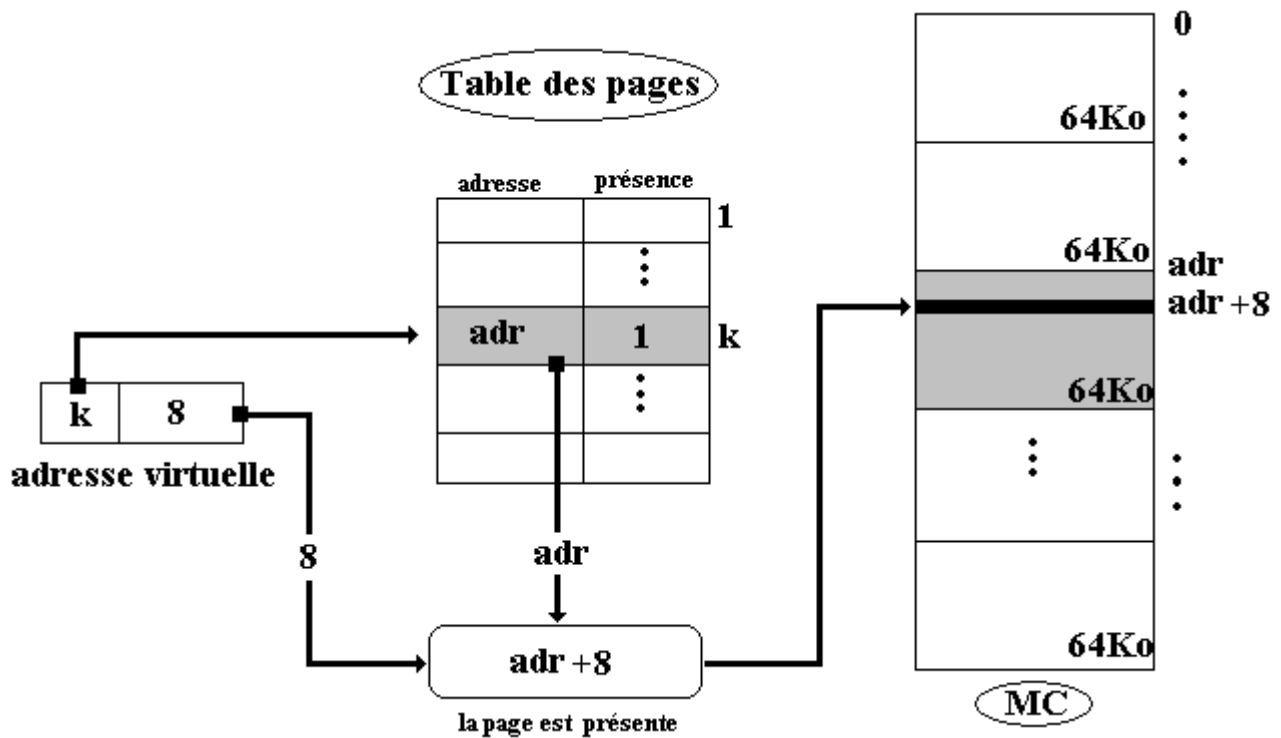 Table des pages
adresse
présence
1
adr
1
k
k
8
adresse virtuelle
8
adr
adr +8
la page est présente
0
64Ko
64Ko
adr
adr +8
64Ko
64Ko
MC